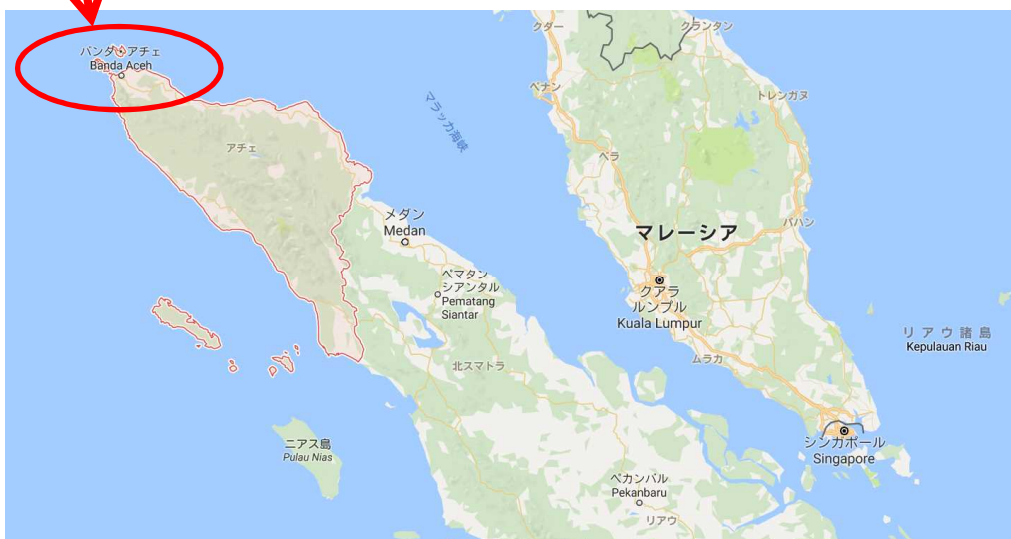 バンダ・アチェ
Banda Aceh
アチェ
マラッカ海峡
メダン
Medan
ペマタン
シアンタル
Pematang
Siantar
北スマトラ
ニアス島
Pulau Nias
ペカンバル
Pekanbaru
リアウ
クダー
クランタン
ペナン
トレンガヌ
ペラ
マレーシア
パハン
クアラ
ルンプル
Kuala Lumpur
ムラカ
リアウ諸島
Kepulauan Riau
シンガポール
Singapore